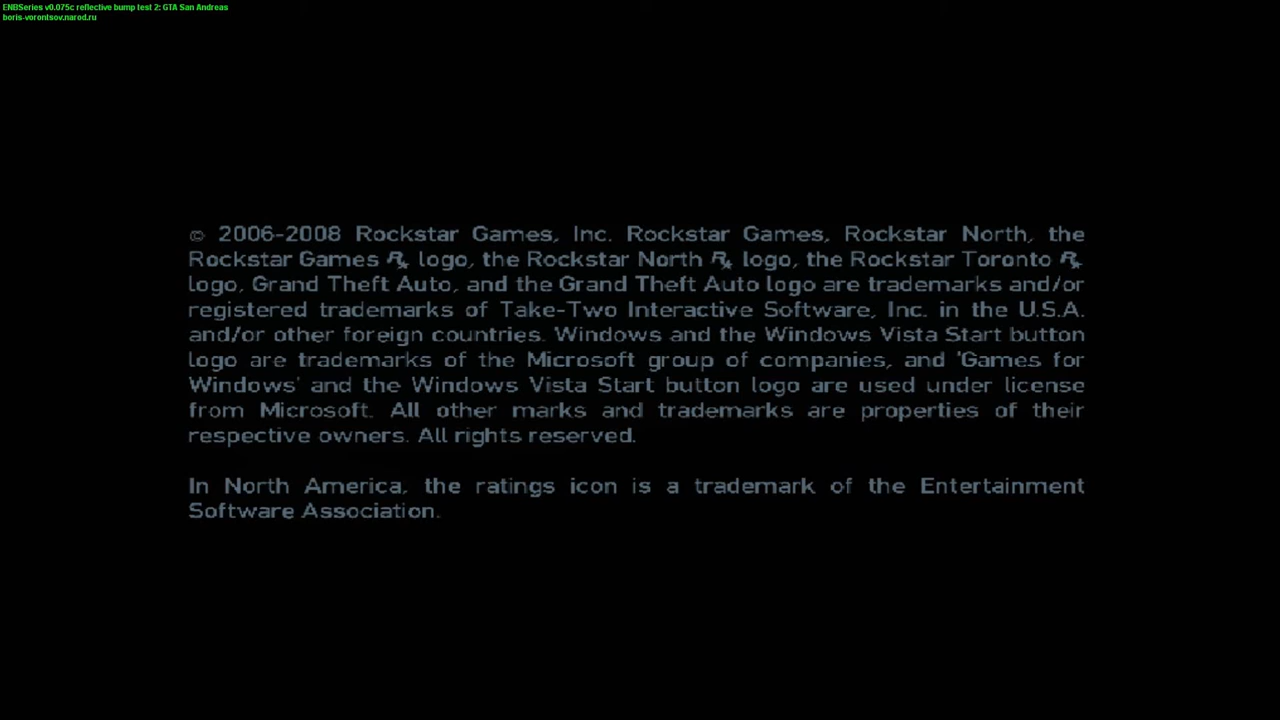 ENBSeries v0.075c reflective bump test 2: GTA San Andreas
boris-vorontsov.narod.ru
© 2006-2008 Rockstar Games, Inc. Rockstar Games, Rockstar North, the
Rockstar Games R★ logo, the Rockstar North R★ logo, the Rockstar Toronto R★
logo, Grand Theft Auto, and the Grand Theft Auto logo are trademarks and/or
registered trademarks of Take-Two Interactive Software, Inc. in the U.S.A.
and/or other foreign countries. Windows and the Windows Vista Start button
logo are trademarks of the Microsoft group of companies, and 'Games for
Windows' and the Windows Vista Start button logo are used under license
from Microsoft. All other marks and trademarks are properties of their
respective owners. All rights reserved.
In North America, the ratings icon is a trademark of the Entertainment
Software Association.